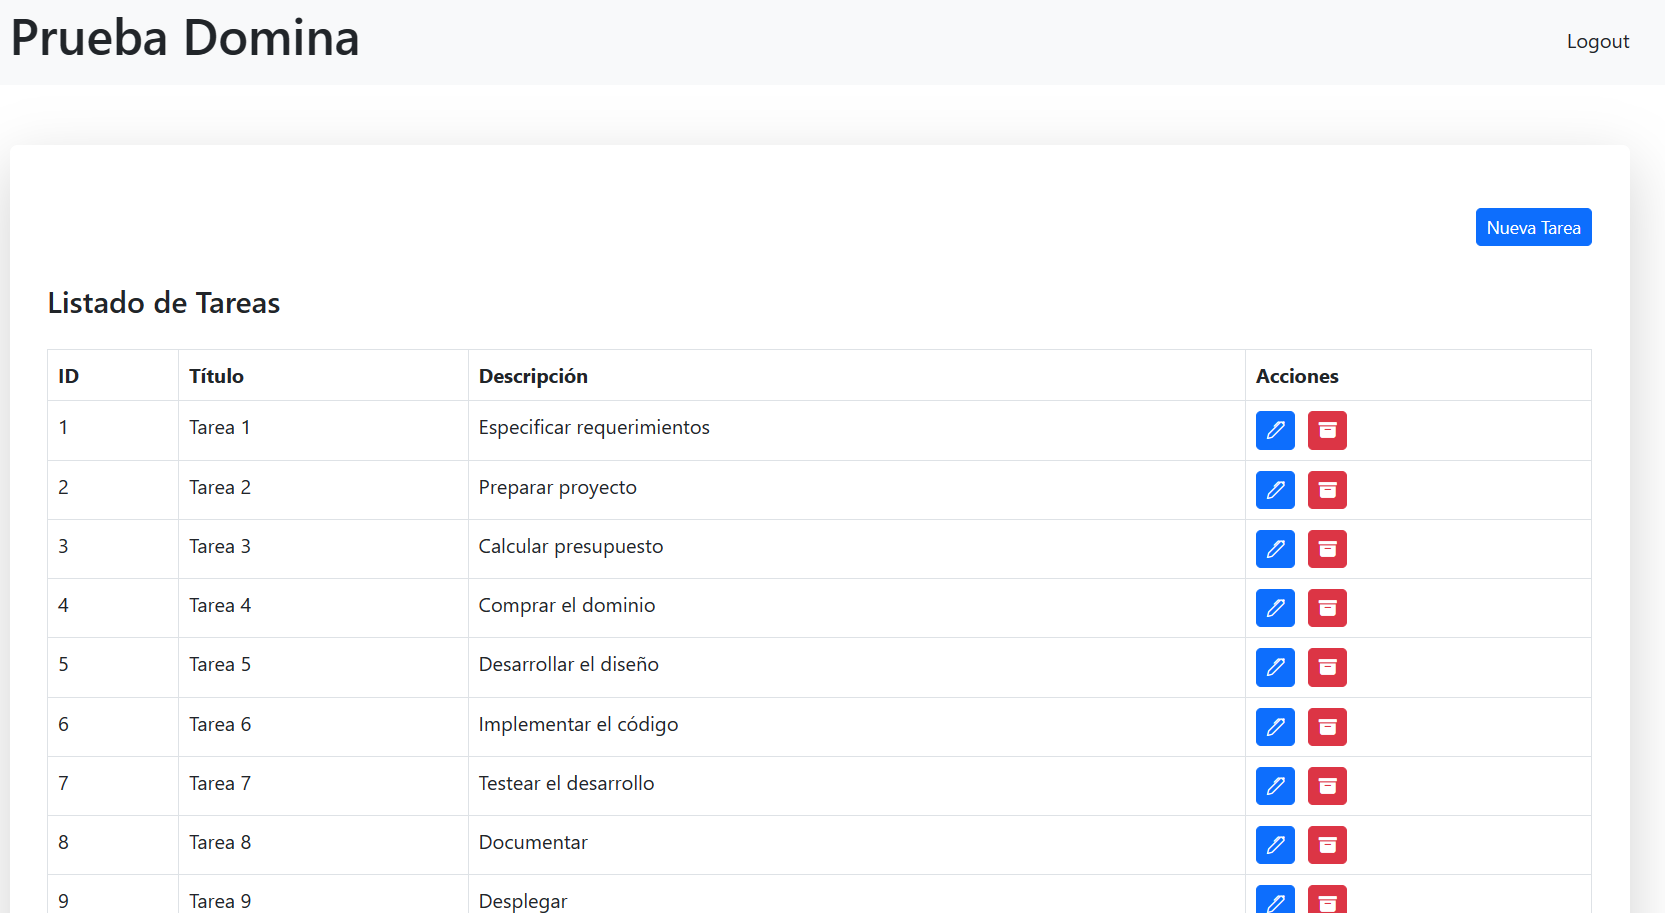 Prueba Domina
Logout
Nueva Tarea
Listado de Tareas
ID Título Descripción Acciones
1 Tarea 1 Especificar requerimientos
2 Tarea 2 Preparar proyecto
3 Tarea 3 Calcular presupuesto
4 Tarea 4 Comprar el dominio
5 Tarea 5 Desarrollar el diseño
6 Tarea 6 Implementar el código
7 Tarea 7 Testear el desarrollo
8 Tarea 8 Documentar
9 Tarea 9 Desplegar